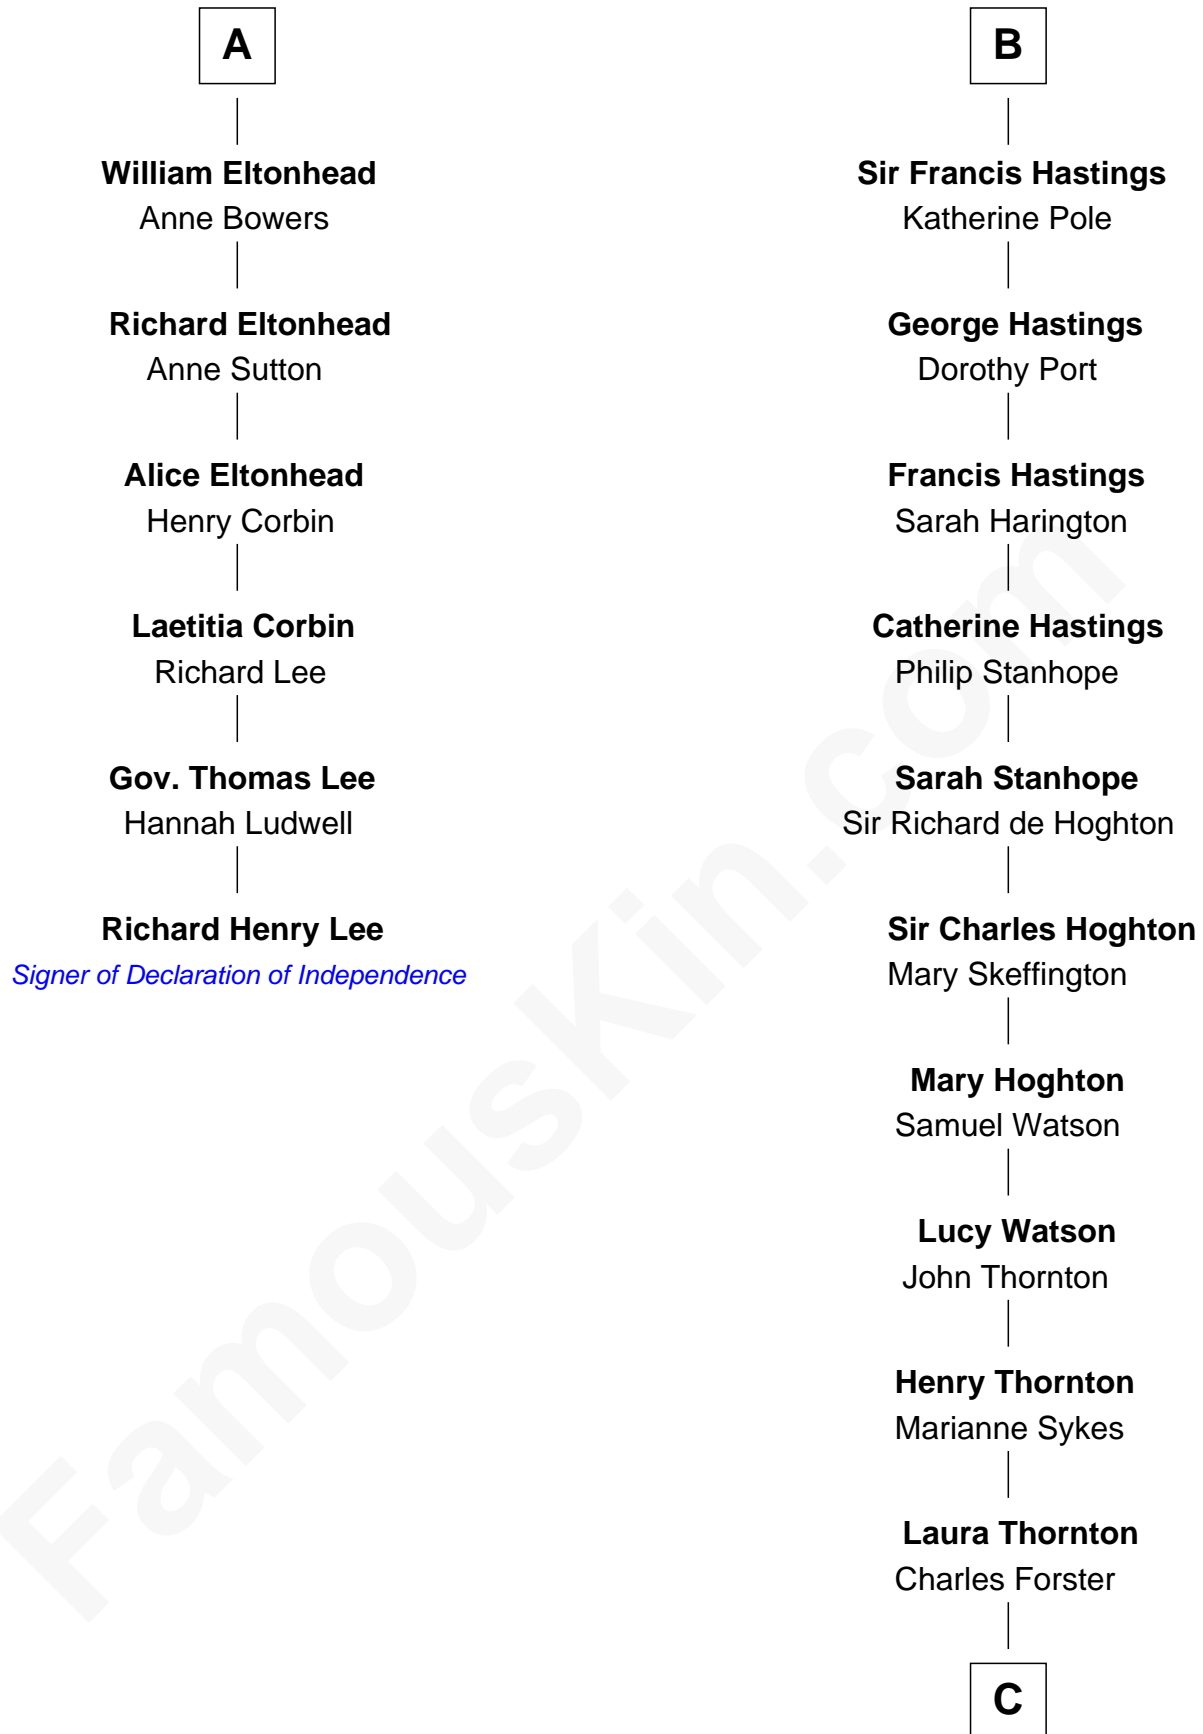 A
William Eltonhead
Anne Bowers
Richard Eltonhead
Anne Sutton
Alice Eltonhead
Henry Corbin
Laetitia Corbin
Richard Lee
Gov. Thomas Lee
Hannah Ludwell
Richard Henry Lee
Signer of Declaration of Independence
B
Sir Francis Hastings
Katherine Pole
George Hastings
Dorothy Port
Francis Hastings
Sarah Harington
Catherine Hastings
Philip Stanhope
Sarah Stanhope
Sir Richard de Hoghton
Sir Charles Hoghton
Mary Skeffington
Mary Hoghton
Samuel Watson
Lucy Watson
John Thornton
Henry Thornton
Marianne Sykes
Laura Thornton
Charles Forster
C
FamousKin.com